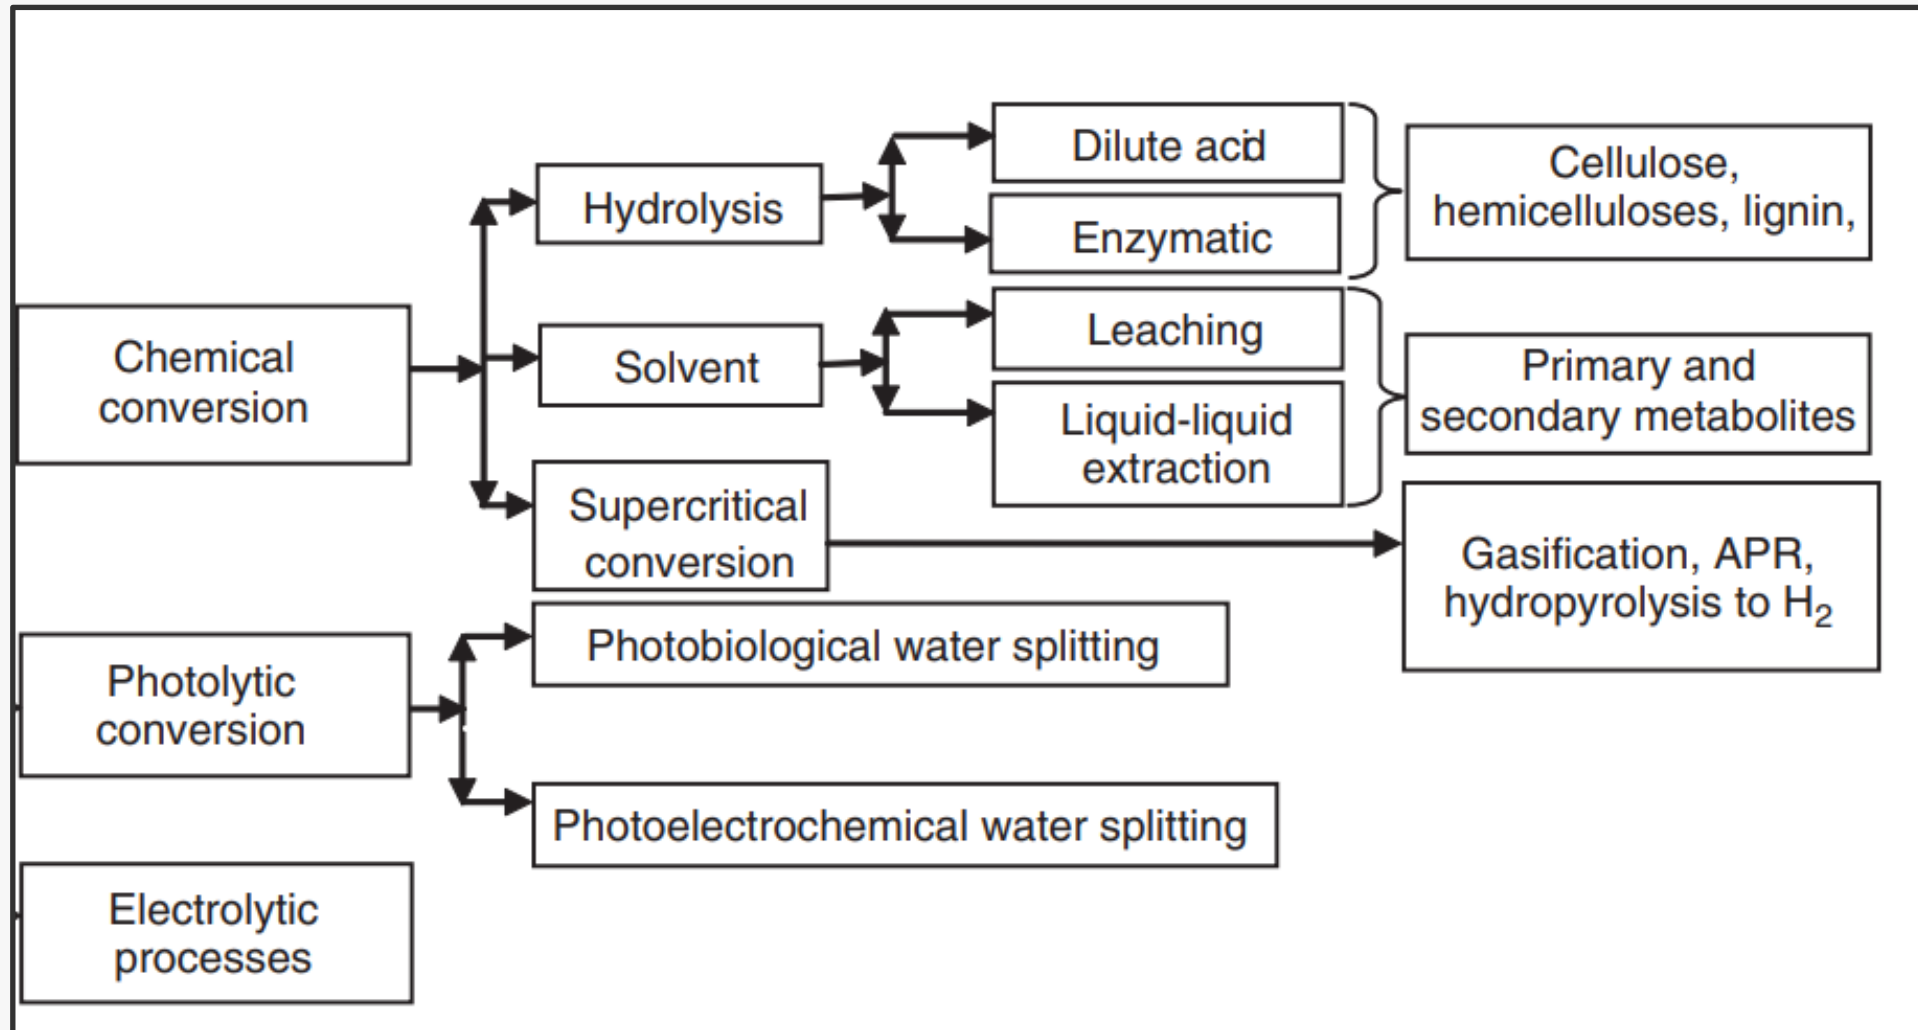 Dilute acid
Cellulose,
hemicelluloses, lignin,
Hydrolysis
Enzymatic
Chemical
conversion
Solvent
Leaching
Liquid-liquid
extraction
Primary and
secondary metabolites
Supercritical
conversion
Gasification, APR,
hydropyrolysis to H₂
Photolytic
conversion
Photobiological water splitting
Photoelectrochemical water splitting
Electrolytic
processes